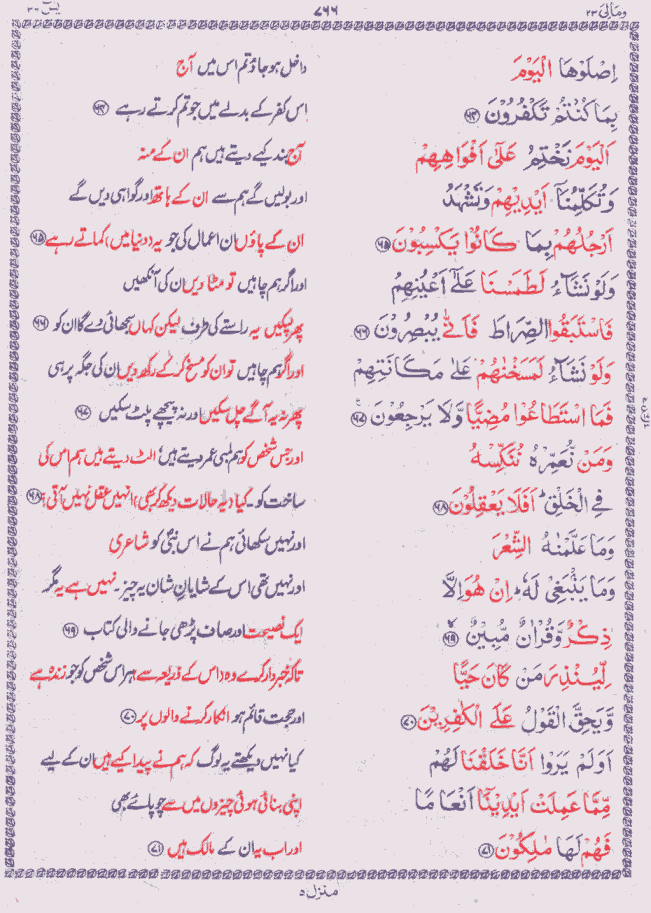 ومالی ۲۳ ۷۶۶ یٰسٓ ۳۶
اِصْلَوْهَا الْيَوْمَ داخل ہوجاؤ تم اس میں آج
بِمَا كُنْتُمْ تَكْفُرُوْنَ ﴿۶۴﴾ اس کفر کے بدلے میں جو تم کرتے رہے ﴿۶۴﴾
اَلْيَوْمَ نَخْتِمُ عَلٰٓى اَفْوَاهِهِمْ آج بند کیے دیتے ہیں ہم ان کے منہ
وَتُكَلِّمُنَآ اَيْدِيْهِمْ وَتَشْهَدُ اور بولیں گے ہم سے ان کے ہاتھ اور گواہی دیں گے
اَرْجُلُهُمْ بِمَا كَانُوْا يَكْسِبُوْنَ ﴿۶۵﴾ ان کے پاؤں ان اعمال کی جو یہ (دنیا میں) کماتے رہے ﴿۶۵﴾
وَلَوْ نَشَآءُ لَطَمَسْنَا عَلٰٓى اَعْيُنِهِمْ اور اگر ہم چاہیں تو مٹا دیں ان کی آنکھیں
فَاسْتَبَقُوا الصِّرَاطَ فَاَنّٰى يُبْصِرُوْنَ ﴿۶۶﴾ پھر لپکیں یہ راستے کی طرف لیکن کہاں سجھائی دے گا ان کو ﴿۶۶﴾
وَلَوْ نَشَآءُ لَمَسَخْنٰهُمْ عَلٰى مَكَانَتِهِمْ اور اگر ہم چاہیں تو ان کو مسخ کرکے رکھ دیں ان کی جگہ پر ہی
فَمَا اسْتَطَاعُوْا مُضِيًّا وَّلَا يَرْجِعُوْنَ ﴿۶۷﴾ پھر نہ یہ آگے چل سکیں اور نہ پیچھے پلٹ سکیں ﴿۶۷﴾
وَمَنْ نُّعَمِّرْهُ نُنَكِّسْهُ اور جس شخص کو ہم لمبی عمر دیتے ہیں الٹ دیتے ہیں ہم اس کی
فِي الْخَلْقِ ؕ اَفَلَا يَعْقِلُوْنَ ﴿۶۸﴾ ساخت کو۔ کیا (یہ حالات دیکھ کر بھی) انہیں عقل نہیں آتی؟ ﴿۶۸﴾
وَمَا عَلَّمْنٰهُ الشِّعْرَ اور نہیں سکھائی ہم نے اس نبیؐ کو شاعری
وَمَا يَنْۢبَغِيْ لَهٗ ؕ اِنْ هُوَ اِلَّا اور نہیں تھی اس کے شایانِ شان یہ چیز۔ نہیں ہے یہ مگر
ذِكْرٌ وَّقُرْاٰنٌ مُّبِيْنٌ ﴿۶۹﴾ ایک نصیحت اور صاف پڑھی جانے والی کتاب ﴿۶۹﴾
لِّيُنْذِرَ مَنْ كَانَ حَيًّا تاکہ خبردار کرے وہ (اس کے ذریعہ سے) ہر اس شخص کو جو زندہ ہے
وَّيَحِقَّ الْقَوْلُ عَلَى الْكٰفِرِيْنَ ﴿۷۰﴾ اور حجت قائم ہو انکار کرنے والوں پر ﴿۷۰﴾
اَوَلَمْ يَرَوْا اَنَّا خَلَقْنَا لَهُمْ کیا نہیں دیکھتے یہ لوگ کہ ہم نے پیدا کیے ہیں ان کے لیے
مِّمَّا عَمِلَتْ اَيْدِيْنَآ اَنْعَامًا اپنی بنائی ہوئی چیزوں میں سے چوپائے بھی
فَهُمْ لَهَا مٰلِكُوْنَ ﴿۷۱﴾ اور اب یہ ان کے مالک ہیں ﴿۷۱﴾
منزل ۵